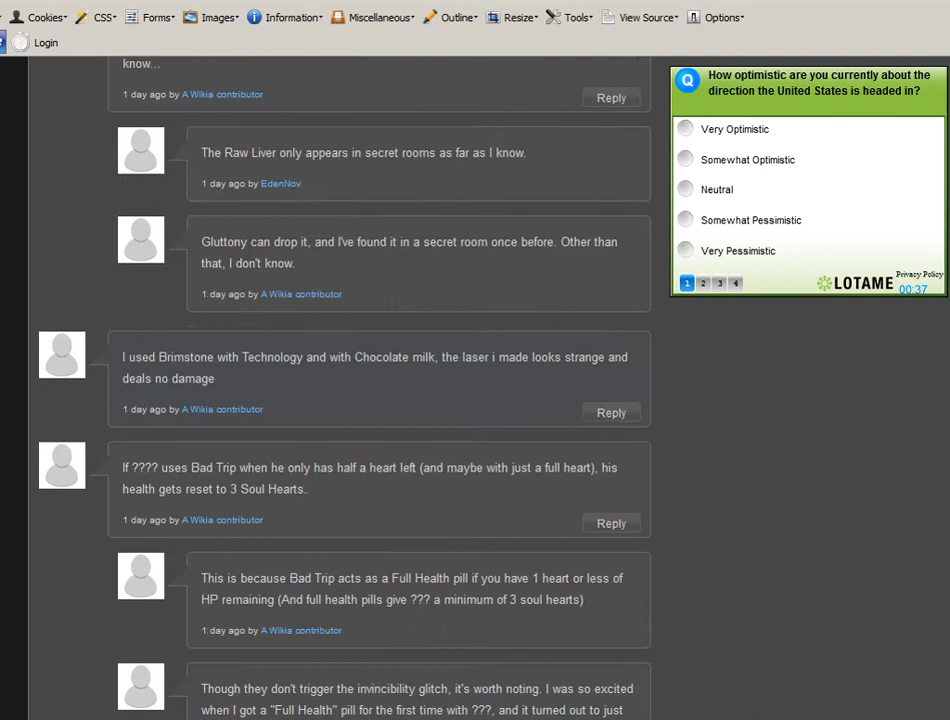 Cookies CSS Forms Images Information Miscellaneous Outline Resize Tools View Source Options
Login
know...
1 day ago by A Wikia contributor
Reply
The Raw Liver only appears in secret rooms as far as I know.
1 day ago by EdenNov
Gluttony can drop it, and I've found it in a secret room once before. Other than
that, I don't know.
1 day ago by A Wikia contributor
I used Brimstone with Technology and with Chocolate milk, the laser i made looks strange and
deals no damage
1 day ago by A Wikia contributor
Reply
If ???? uses Bad Trip when he only has half a heart left (and maybe with just a full heart), his
health gets reset to 3 Soul Hearts.
1 day ago by A Wikia contributor
Reply
This is because Bad Trip acts as a Full Health pill if you have 1 heart or less of
HP remaining (And full health pills give ??? a minimum of 3 soul hearts)
1 day ago by A Wikia contributor
Though they don't trigger the invincibility glitch, it's worth noting. I was so excited
when I got a "Full Health" pill for the first time with ???, and it turned out to just
Q How optimistic are you currently about the
direction the United States is headed in?
Very Optimistic
Somewhat Optimistic
Neutral
Somewhat Pessimistic
Very Pessimistic
1 2 3 4
LOTAME
Privacy Policy
00:37